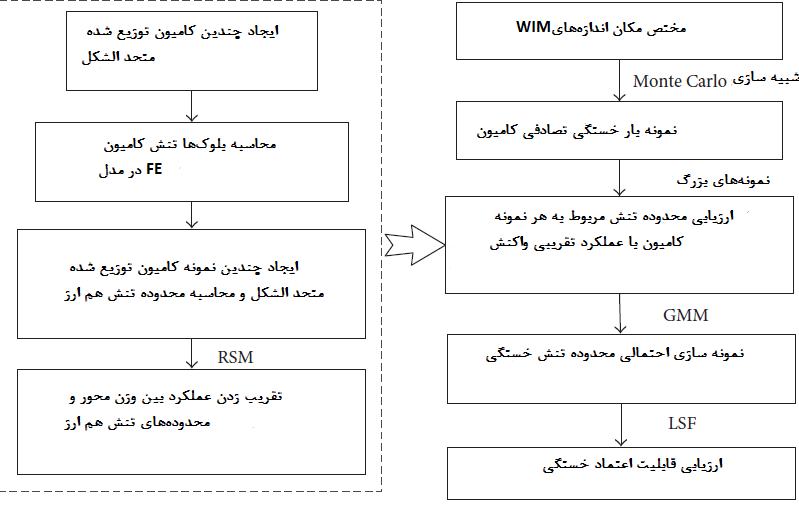 ایجاد چندین کامیون توزیع شده
متحد الشکل
محاسبه بلوک‌ها تنش کامیون
در مدل FE
ایجاد چندین نمونه کامیون توزیع شده
متحد الشکل و محاسبه محدوده تنش هم ارز
RSM
تقریب زدن عملکرد بین وزن محور و
محدوده‌های تنش هم ارز
مختص مکان اندازه‌های WIM
شبیه سازی Monte Carlo
نمونه بار خستگی تصادفی کامیون
نمونه‌های بزرگ
ارزیابی محدوده تنش مربوط به هر نمونه
کامیون با عملکرد تقریبی واکنش
GMM
نمونه سازی احتمالی محدوده تنش خستگی
LSF
ارزیابی قابلیت اعتماد خستگی